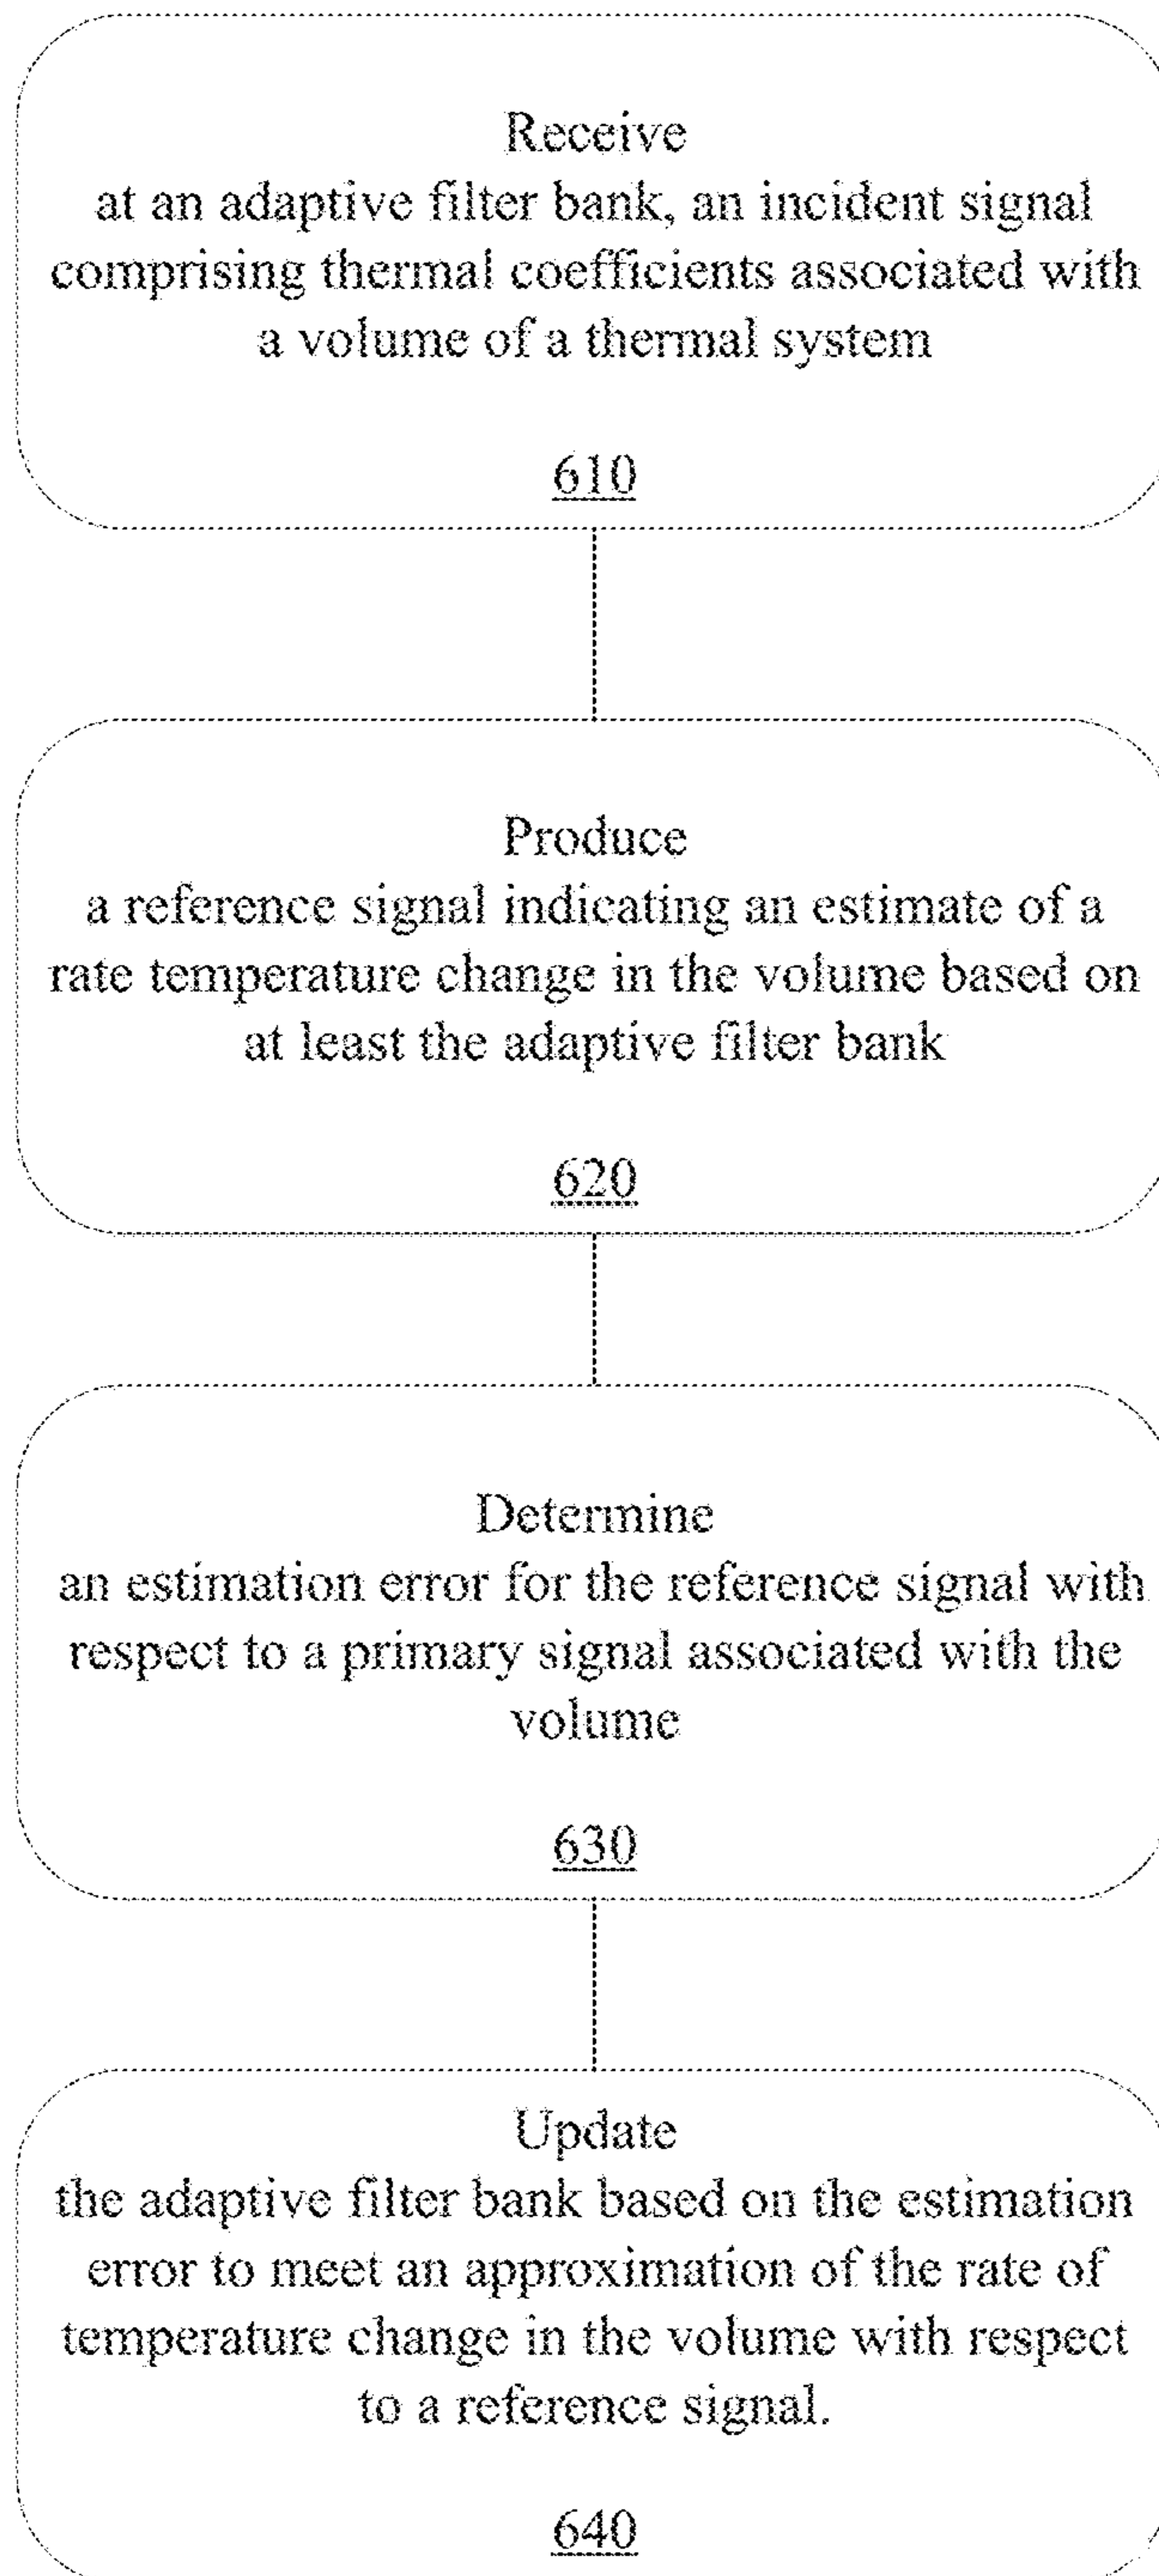 Receive
at an adaptive filter bank, an incident signal
comprising thermal coefficients associated with
a volume of a thermal system
610
Produce
a reference signal indicating an estimate of a
rate temperature change in the volume based on
at least the adaptive filter bank
620
Determine
an estimation error for the reference signal with
respect to a primary signal associated with the
volume
630
Update
the adaptive filter bank based on the estimation
error to meet an approximation of the rate of
temperature change in the volume with respect
to a reference signal.
640